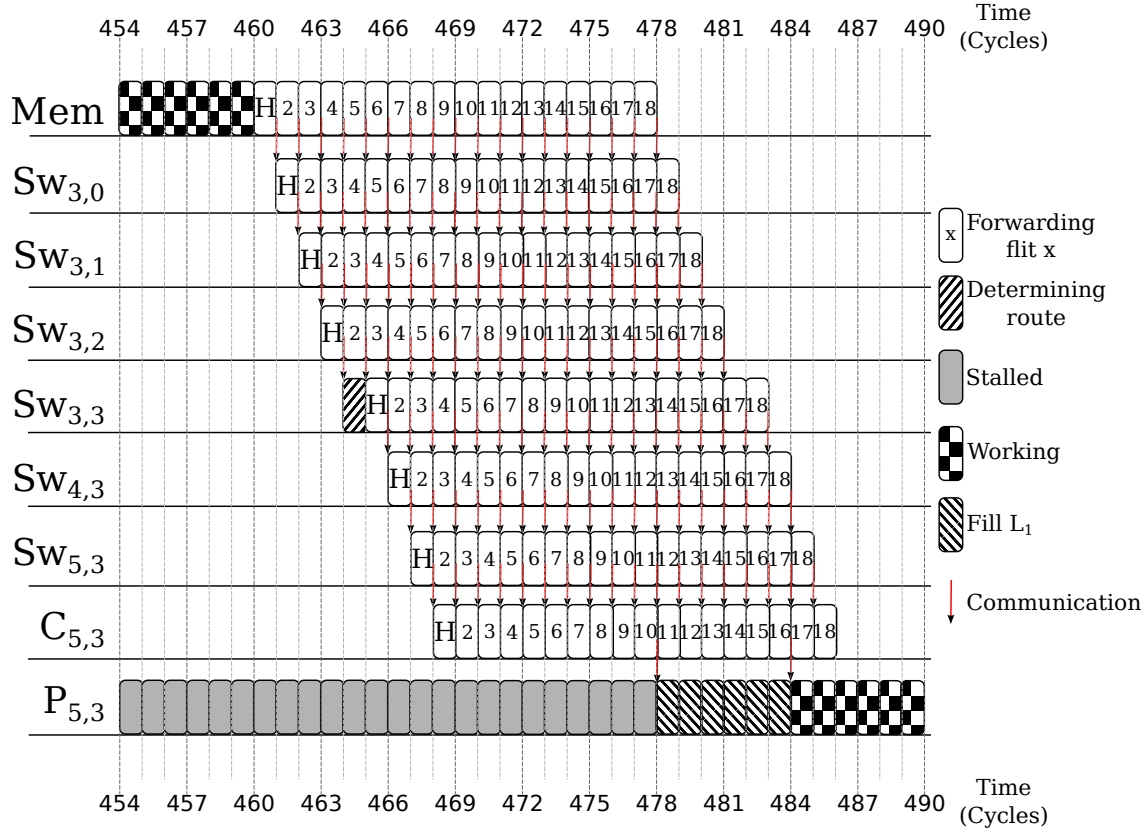 454 457 460 463 466 469 472 475 478 481 484 487 490 Time
(Cycles)
Mem H 2 3 4 5 6 7 8 9 10 11 12 13 14 15 16 17 18
Sw3,0 H 2 3 4 5 6 7 8 9 10 11 12 13 14 15 16 17 18
Sw3,1 H 2 3 4 5 6 7 8 9 10 11 12 13 14 15 16 17 18
Sw3,2 H 2 3 4 5 6 7 8 9 10 11 12 13 14 15 16 17 18
Sw3,3 H 2 3 4 5 6 7 8 9 10 11 12 13 14 15 16 17 18
Sw4,3 H 2 3 4 5 6 7 8 9 10 11 12 13 14 15 16 17 18
Sw5,3 H 2 3 4 5 6 7 8 9 10 11 12 13 14 15 16 17 18
C5,3 H 2 3 4 5 6 7 8 9 10 11 12 13 14 15 16 17 18
P5,3
x Forwarding
flit x
Determining
route
Stalled
Working
Fill L1
Communication
454 457 460 463 466 469 472 475 478 481 484 487 490 Time
(Cycles)